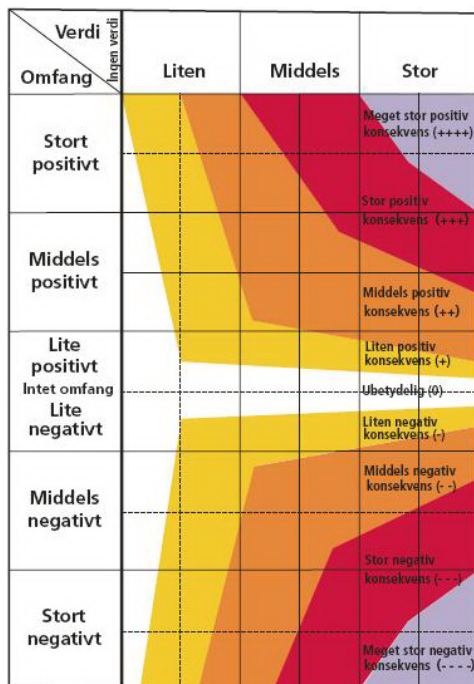 Verdi
Ingen verdi
Omfang
Liten
Middels
Stor
Stort
positivt
Meget stor positiv
konsekvens (++++)
Stor positiv
konsekvens (+++)
Middels
positivt
Middels positiv
konsekvens (++)
Lite
positivt
Liten positiv
konsekvens (+)
Intet omfang
Ubetydelig (0)
Lite
negativt
Liten negativ
konsekvens (-)
Middels
negativt
Middels negativ
konsekvens (- -)
Stor negativ
konsekvens (- - -)
Stort
negativt
Meget stor negativ
konsekvens (- - - -)